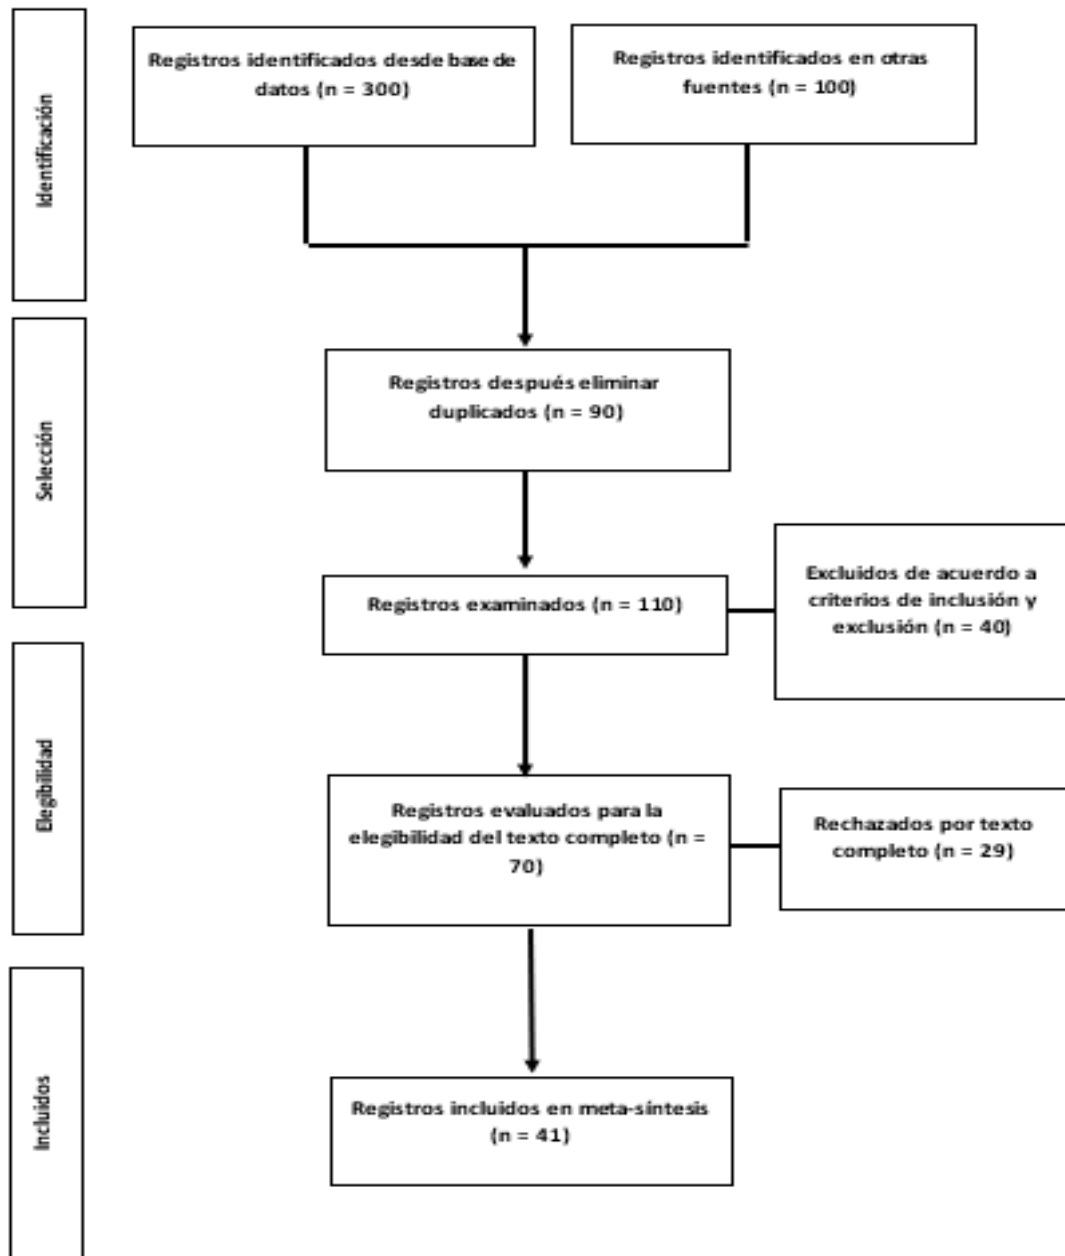 Identificación
Registros identificados desde base de
datos (n = 300)
Registros identificados en otras
fuentes (n = 100)
Selección
Registros después eliminar
duplicados (n = 90)
Registros examinados (n = 110)
Excluidos de acuerdo a
criterios de inclusión y
exclusión (n = 40)
Elegibilidad
Registros evaluados para la
elegibilidad del texto completo (n =
70)
Rechazados por texto
completo (n = 29)
Incluidos
Registros incluidos en meta-síntesis
(n = 41)